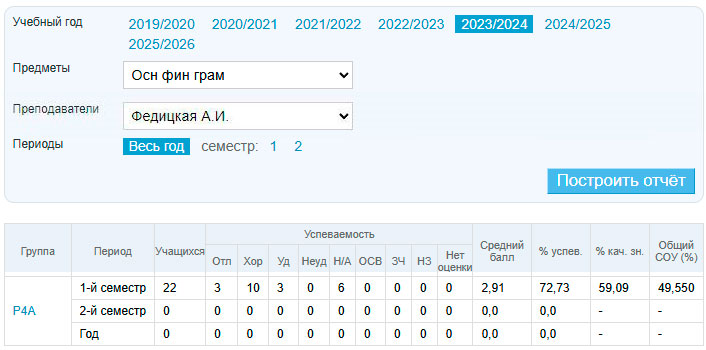 Учебный год 2019/2020 2020/2021 2021/2022 2022/2023 2023/2024 2024/2025
2025/2026
Предметы Осн фин грам
Преподаватели Федицкая А.И.
Периоды Весь год семестр: 1 2
Построить отчёт
Группа Период Учащихся Успеваемость Средний балл % успев. % кач. зн. Общий СОУ (%)
Отл Хор Уд Неуд Н/А ОСВ ЗЧ НЗ Нет оценки
Р4А 1-й семестр 22 3 10 3 0 6 0 0 0 0 2,91 72,73 59,09 49,550
2-й семестр 0 0 0 0 0 0 0 0 0 0 0,0 0,0 - -
Год 0 0 0 0 0 0 0 0 0 0 0,0 0,0 - -